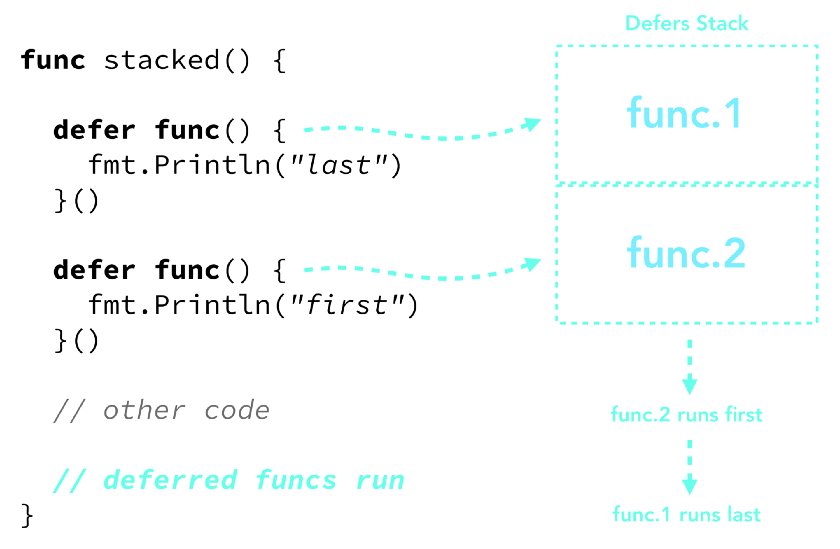 Defers Stack
func stacked() {
defer func() {
fmt.Println("last")
}()
func.1
defer func() {
fmt.Println("first")
}()
func.2
// other code
func.2 runs first
// deferred funcs run
}
func.1 runs last